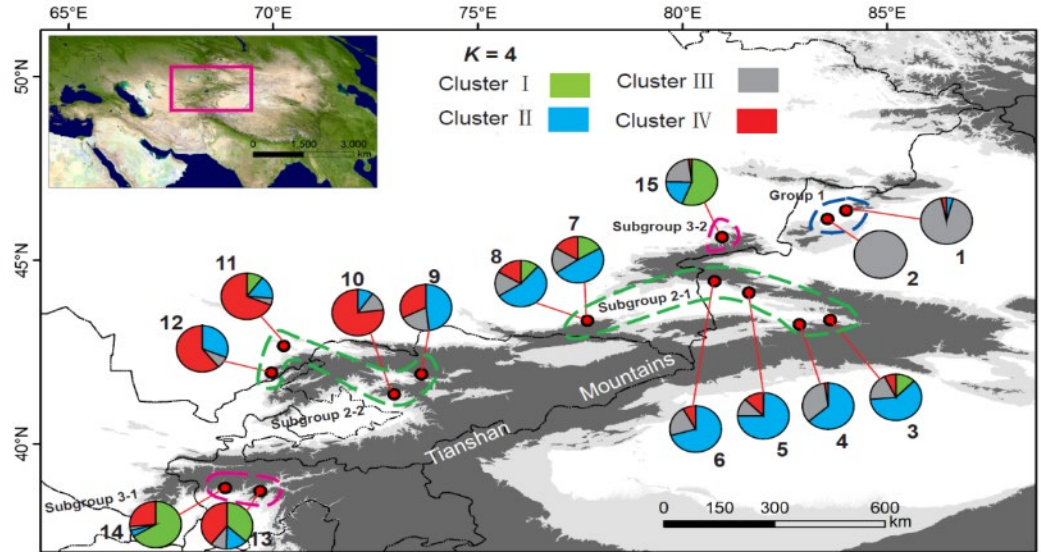 65°E 70°E 75°E 80°E 85°E
50°N
45°N
40°N
0 1,500 3,000
km
K = 4
Cluster I
Cluster II
Cluster III
Cluster IV
15
Group 1
Subgroup 3-2
1
2
7
8
Subgroup 2-1
11
10
9
12
Subgroup 2-2
Tianshan Mountains
6
5
4
3
Subgroup 3-1
14
13
0 300 600
km